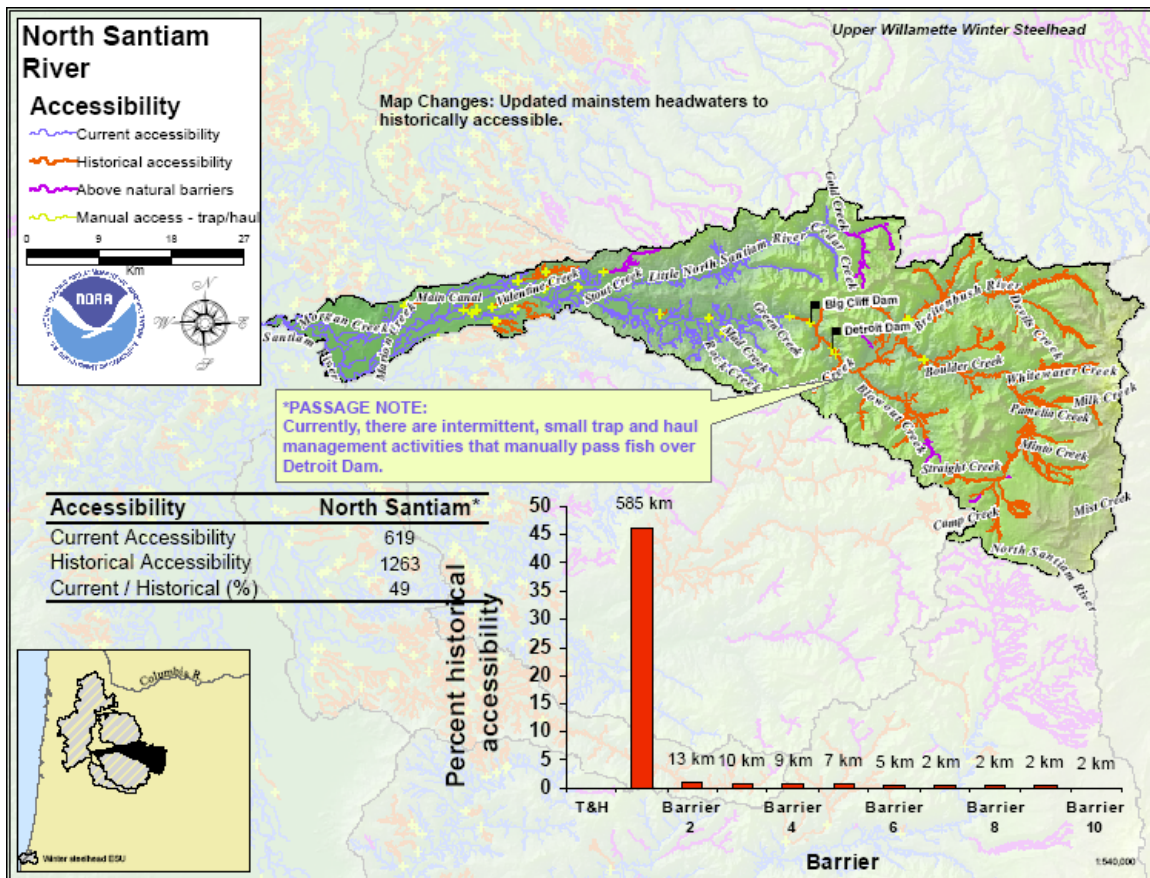 North Santiam
River
Accessibility
Current accessibility
Historical accessibility
Above natural barriers
Manual access - trap/haul
0 9 18 27
Km
NOAA
N
W E
S
Upper Willamette Winter Steelhead
Map Changes: Updated mainstem headwaters to
historically accessible.
Gold Creek
Cedar Creek
Little North Santiam River
Stout Creek
Valentine Creek
Main Canal
Morgan Creek
Marion Creek
Santiam River
Big Cliff Dam
Detroit Dam
Breitenbush River
Devils Creek
Green Creek
Mad Creek
Rock Creek
Boulder Creek
Whitewater Creek
Milk Creek
Pamelia Creek
Minto Creek
Mist Creek
Creek
Blowout Creek
Straight Creek
Camp Creek
North Santiam River
*PASSAGE NOTE:
Currently, there are intermittent, small trap and haul
management activities that manually pass fish over
Detroit Dam.
Accessibility North Santiam*
Current Accessibility 619
Historical Accessibility 1263
Current / Historical (%) 49
Percent historical
accessibility
50
45
40
35
30
25
20
15
10
5
0
585 km
13 km 10 km 9 km 7 km 5 km 2 km 2 km 2 km 2 km
T&H Barrier 2 Barrier 4 Barrier 6 Barrier 8 Barrier 10
Barrier
1:540,000
Columbia R.
Winter steelhead ESU